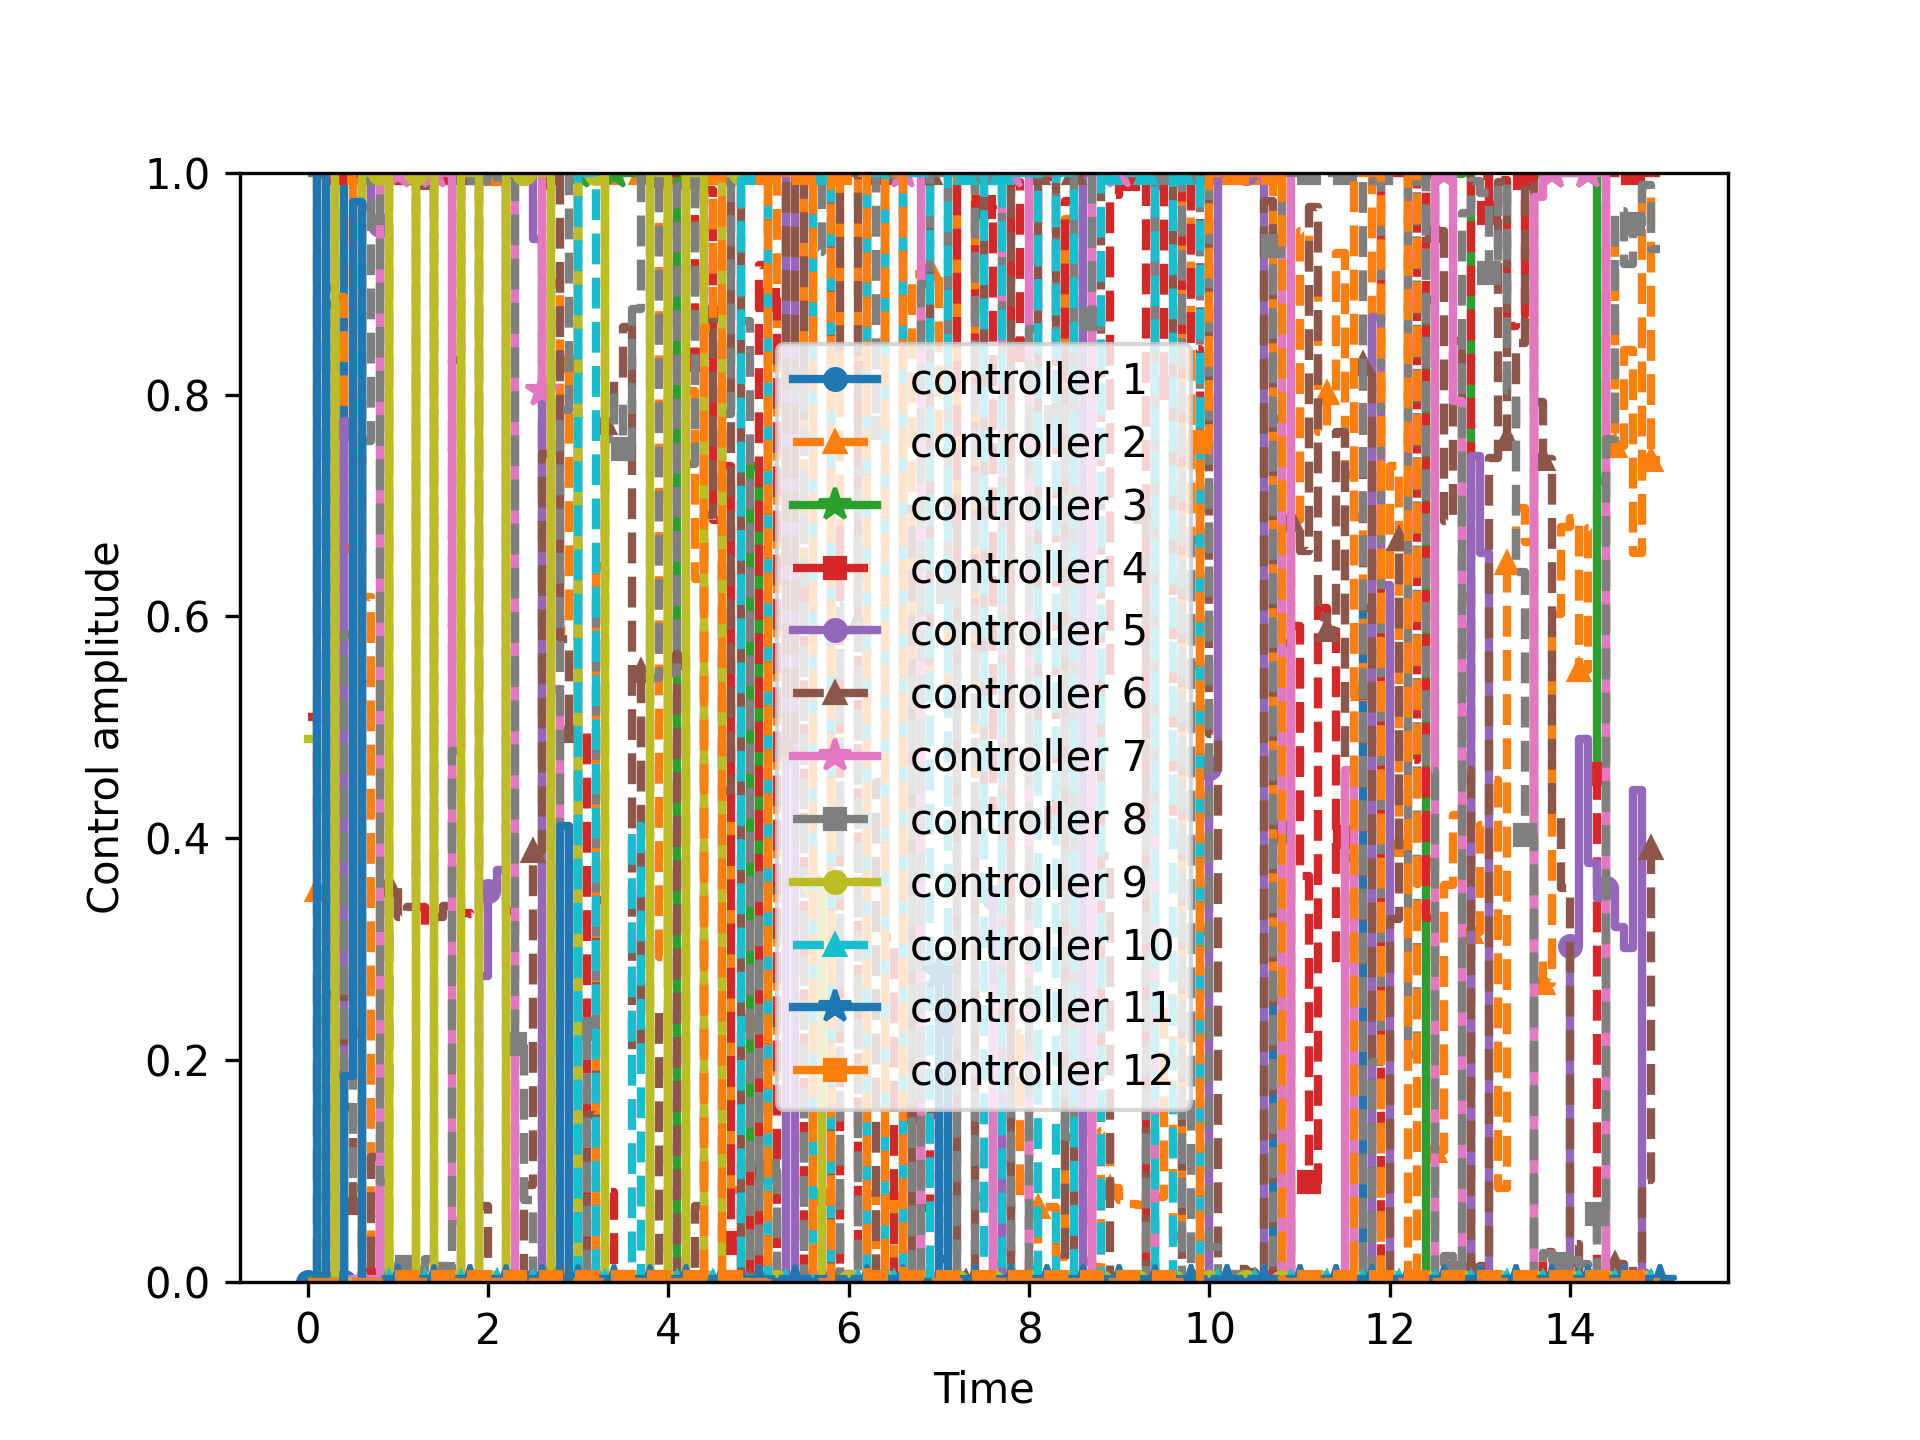 1.0
0.8
0.6
0.4
0.2
0.0
Control amplitude
controller 1
controller 2
controller 3
controller 4
controller 5
controller 6
controller 7
controller 8
controller 9
controller 10
controller 11
controller 12
0 2 4 6 8 10 12 14
Time